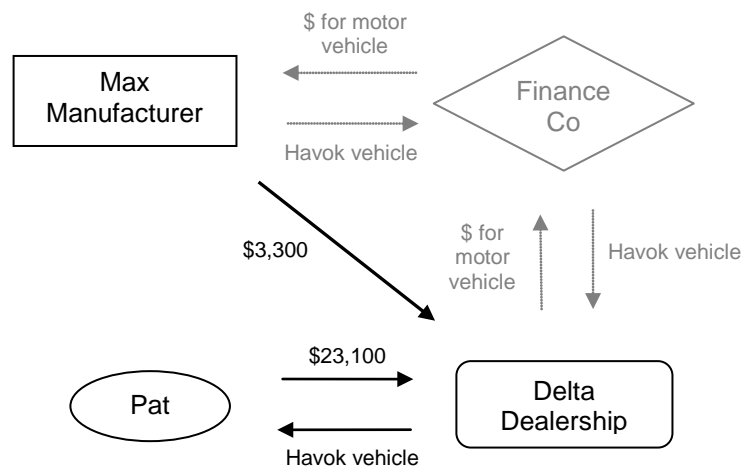 $ for motor
vehicle
Max
Manufacturer
Finance
Co
Havok vehicle
$3,300
$ for
motor
vehicle
Havok vehicle
$23,100
Pat
Delta
Dealership
Havok vehicle